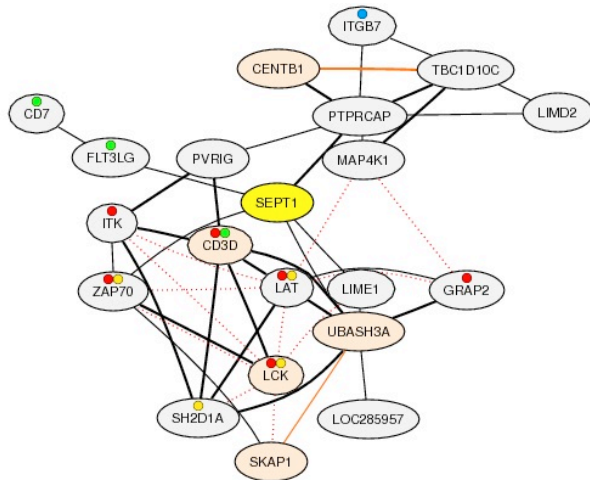 ITGB7
CENTB1
TBC1D10C
CD7
PTPRCAP
LIMD2
FLT3LG
PVRIG
MAP4K1
SEPT1
ITK
CD3D
ZAP70
LAT
LIME1
GRAP2
UBASH3A
LCK
SH2D1A
LOC285957
SKAP1